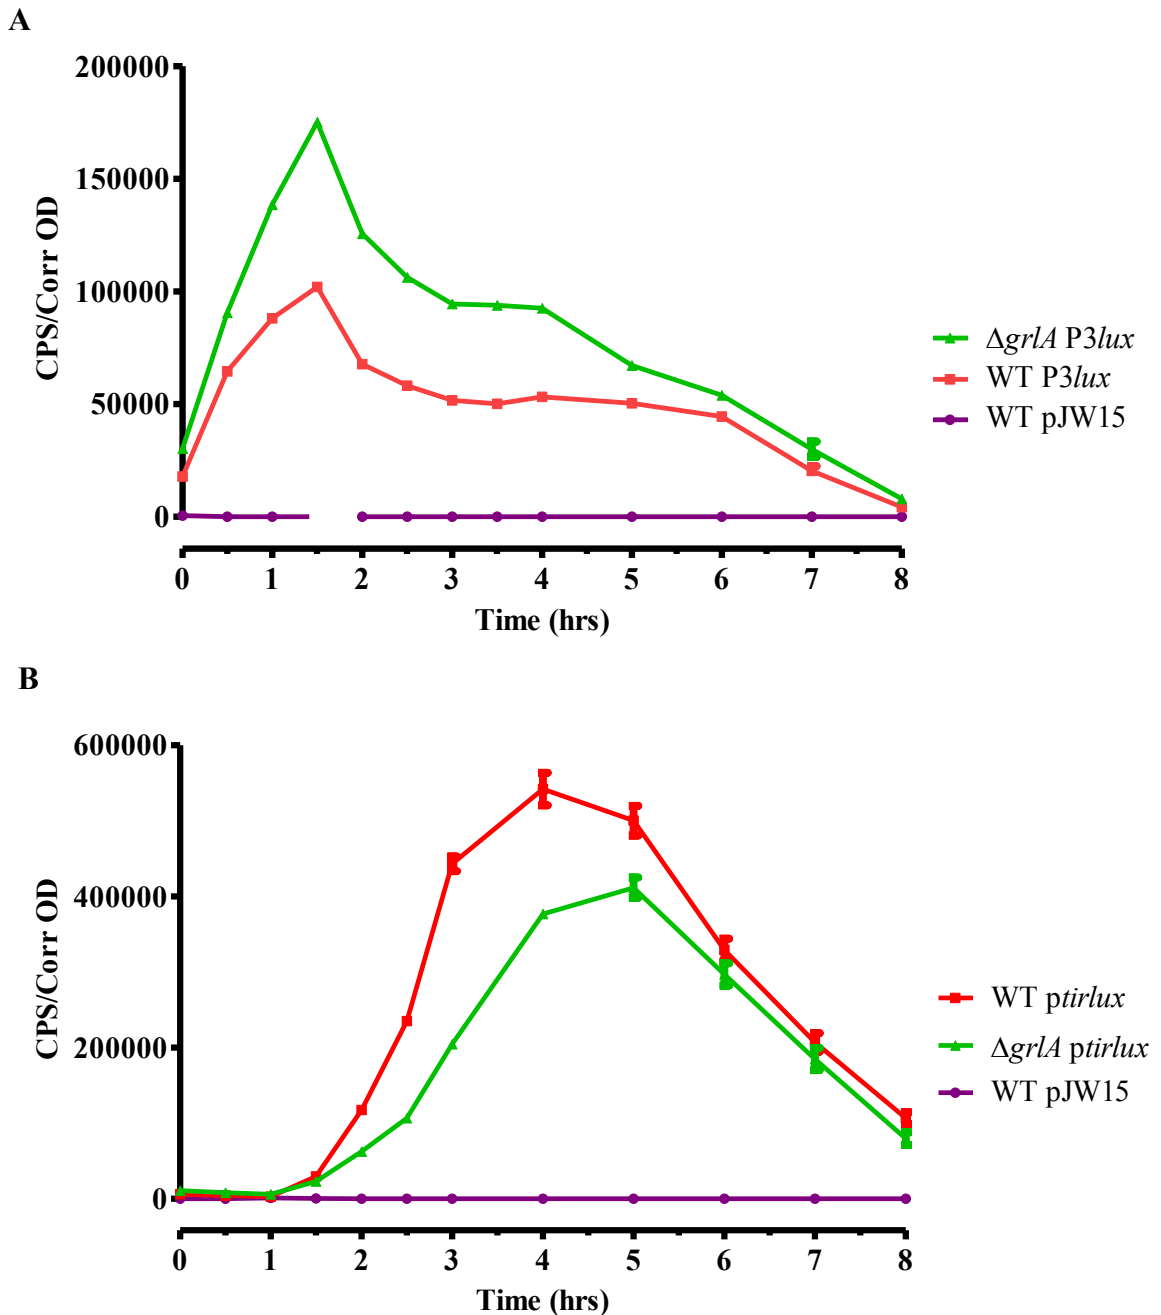 A
200000
150000
100000
50000
0
CPS/Corr OD
0 1 2 3 4 5 6 7 8
Time (hrs)
ΔgrlA P3lux
WT P3lux
WT pJW15
B
600000
400000
200000
0
CPS/Corr OD
0 1 2 3 4 5 6 7 8
Time (hrs)
WT ptirlux
ΔgrlA ptirlux
WT pJW15